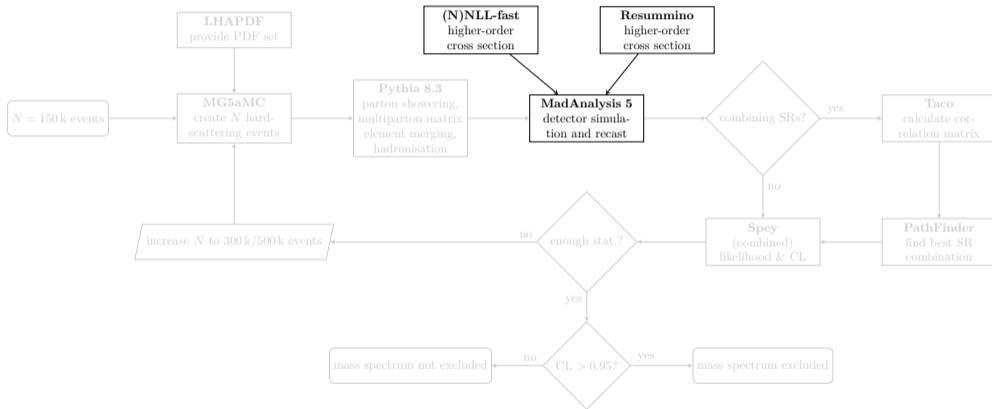 LHAPDF
provide PDF set
(N)NLL-fast
higher-order
cross section
Resummino
higher-order
cross section
N = 150 k events
MG5aMC
create N hard-
scattering events
Pythia 8.3
parton showering,
multiparton matrix
element merging,
hadronisation
MadAnalysis 5
detector simula-
tion and recast
combining SRs?
yes
Taco
calculate cor-
relation matrix
no
increase N to 300 k/500 k events
no
enough stat.?
Spey
(combined)
likelihood & CL
PathFinder
find best SR
combination
yes
mass spectrum not excluded
no
CL > 0.95?
yes
mass spectrum excluded